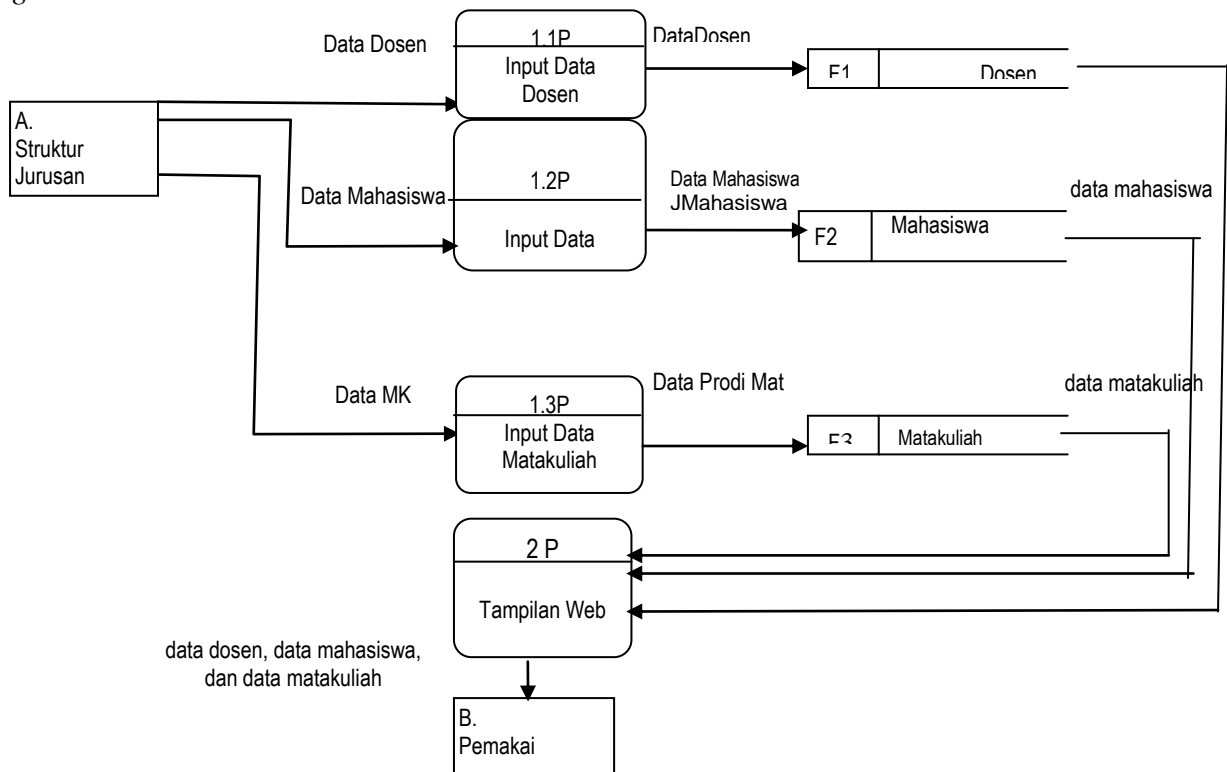 Data Dosen
1.1P
Input Data
Dosen
DataDosen
F1
Dosen
A.
Struktur
Jurusan
Data Mahasiswa
1.2P
Input Data
Data Mahasiswa
JMahasiswa
F2
Mahasiswa
data mahasiswa
Data MK
1.3P
Input Data
Matakuliah
Data Prodi Mat
F3
Matakuliah
data matakuliah
2 P
Tampilan Web
data dosen, data mahasiswa,
dan data matakuliah
B.
Pemakai